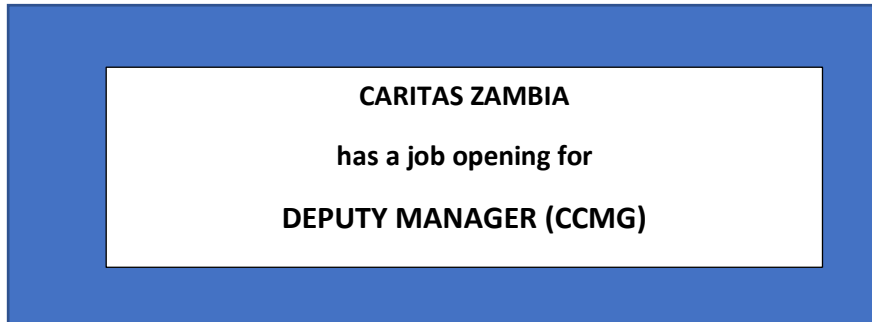 CARITAS ZAMBIA
has a job opening for
DEPUTY MANAGER (CCMG)